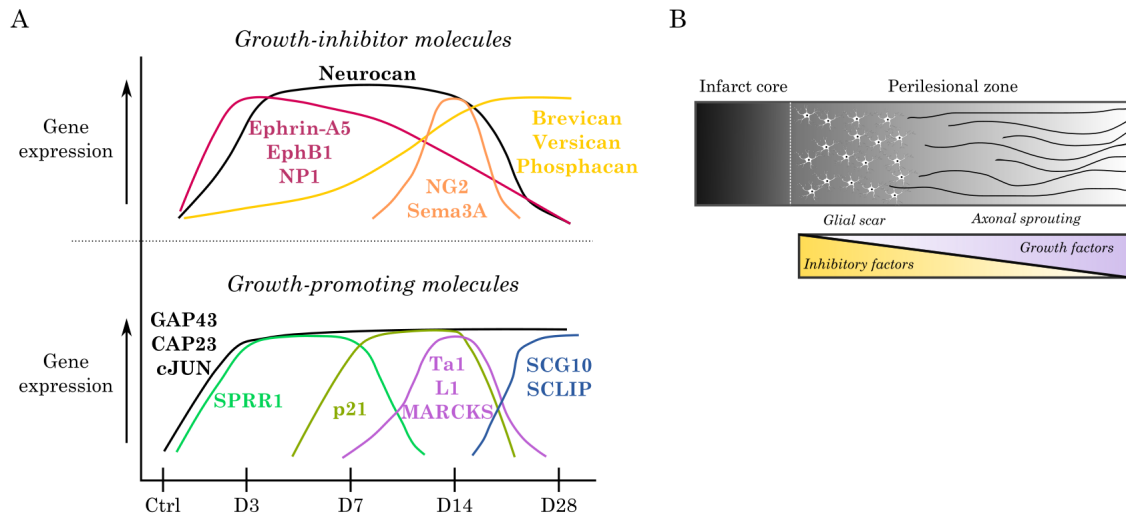 A
Growth-inhibitor molecules
Neurocan
Gene
expression
Ephrin-A5
EphB1
NP1
NG2
Sema3A
Brevican
Versican
Phosphacan
Growth-promoting molecules
Gene
expression
GAP43
CAP23
cJUN
SPRR1
p21
Ta1
L1
MARCKS
SCG10
SCLIP
Ctrl
D3
D7
D14
D28
B
Infarct core
Perilesional zone
Glial scar
Axonal sprouting
Growth factors
Inhibitory factors